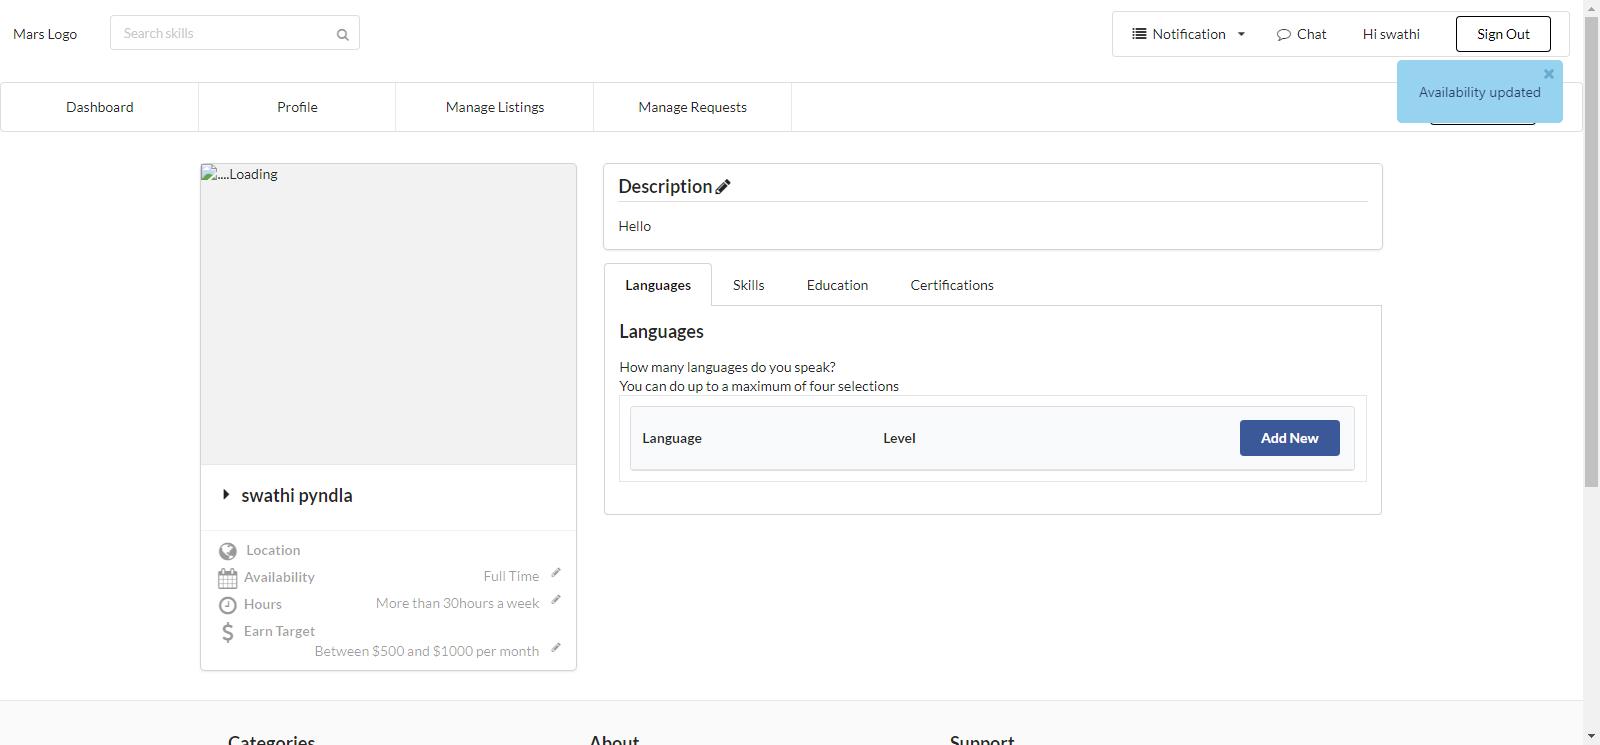 Mars Logo
Search skills
Notification
Chat
Hi swathi
Sign Out
Availability updated
Dashboard
Profile
Manage Listings
Manage Requests
....Loading
swathi pyndla
Location
Availability
Full Time
Hours
More than 30hours a week
Earn Target
Between $500 and $1000 per month
Description
Hello
Languages
Skills
Education
Certifications
Languages
How many languages do you speak?
You can do up to a maximum of four selections
Language
Level
Add New
Categories
About
Support